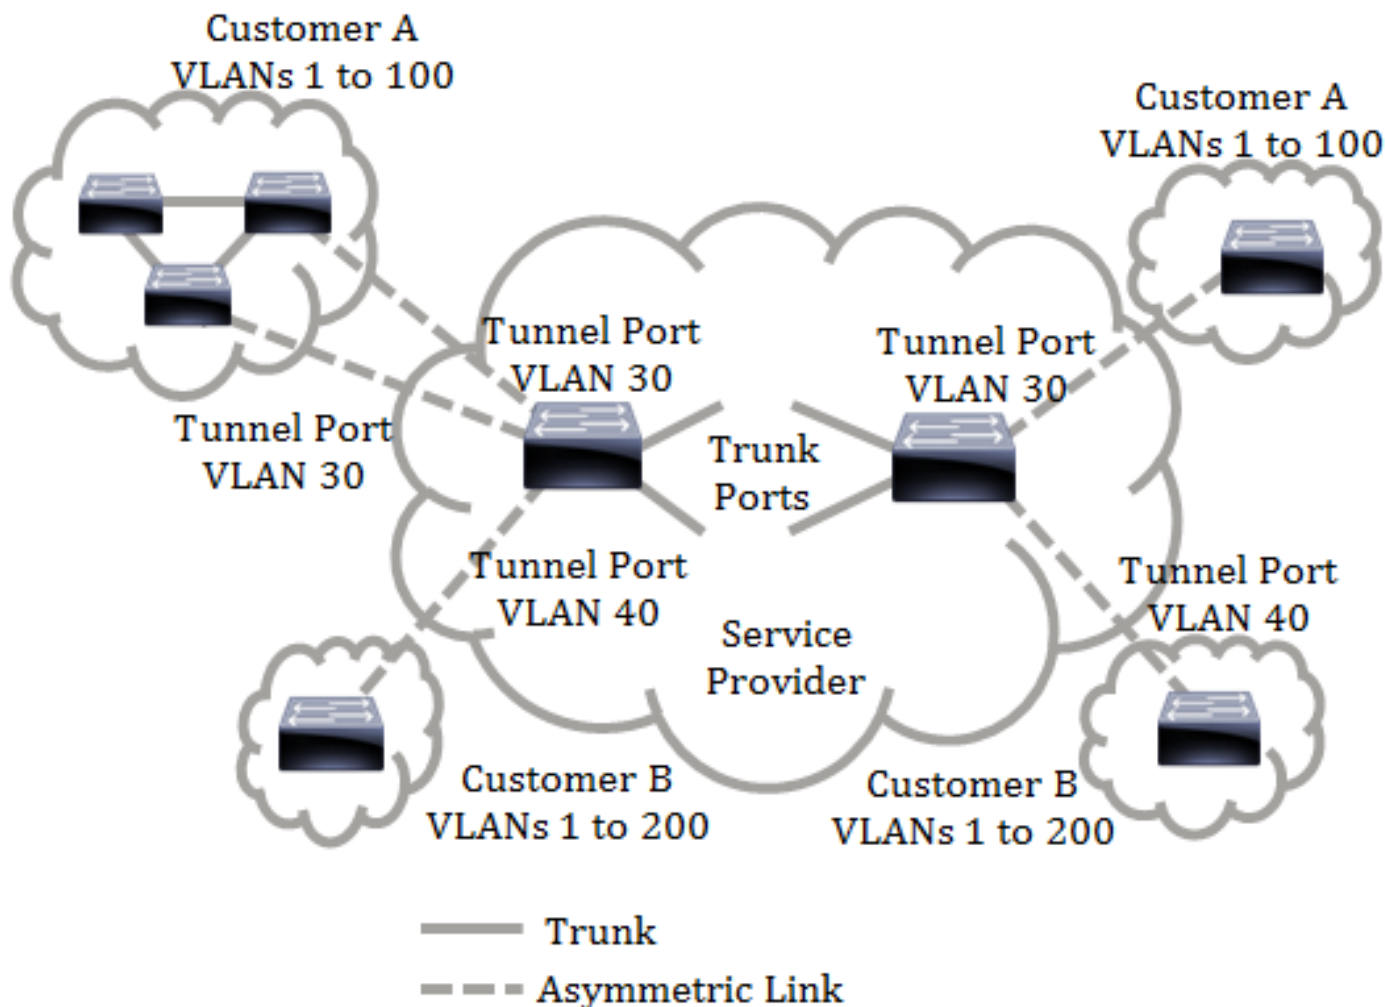 Customer A
VLANs 1 to 100
Customer A
VLANs 1 to 100
Tunnel Port
VLAN 30
Tunnel Port
VLAN 30
Tunnel Port
VLAN 30
Trunk
Ports
Tunnel Port
VLAN 40
Tunnel Port
VLAN 40
Service
Provider
Customer B
VLANs 1 to 200
Customer B
VLANs 1 to 200
Trunk
Asymmetric Link